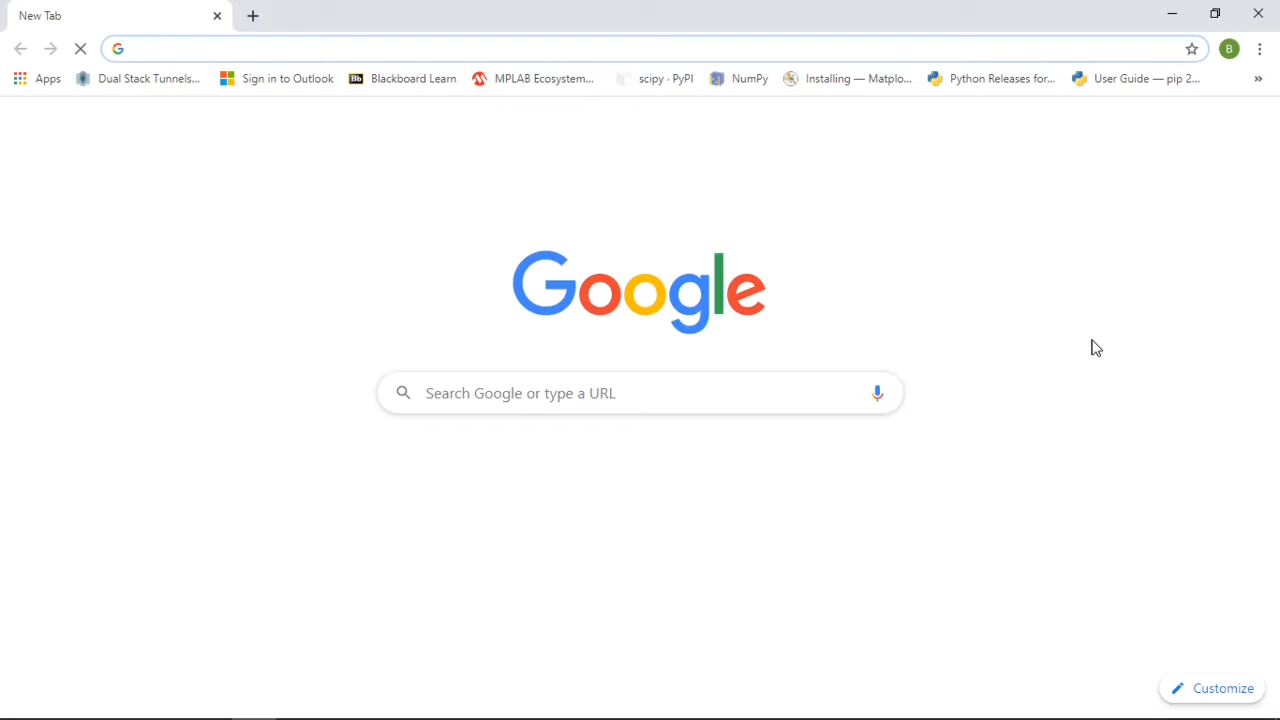 New Tab
Apps Dual Stack Tunnels... Sign in to Outlook Bb Blackboard Learn MPLAB Ecosystem... scipy · PyPI NumPy Installing — Matplo... Python Releases for... User Guide — pip 2... »
B
Google
Search Google or type a URL
Customize